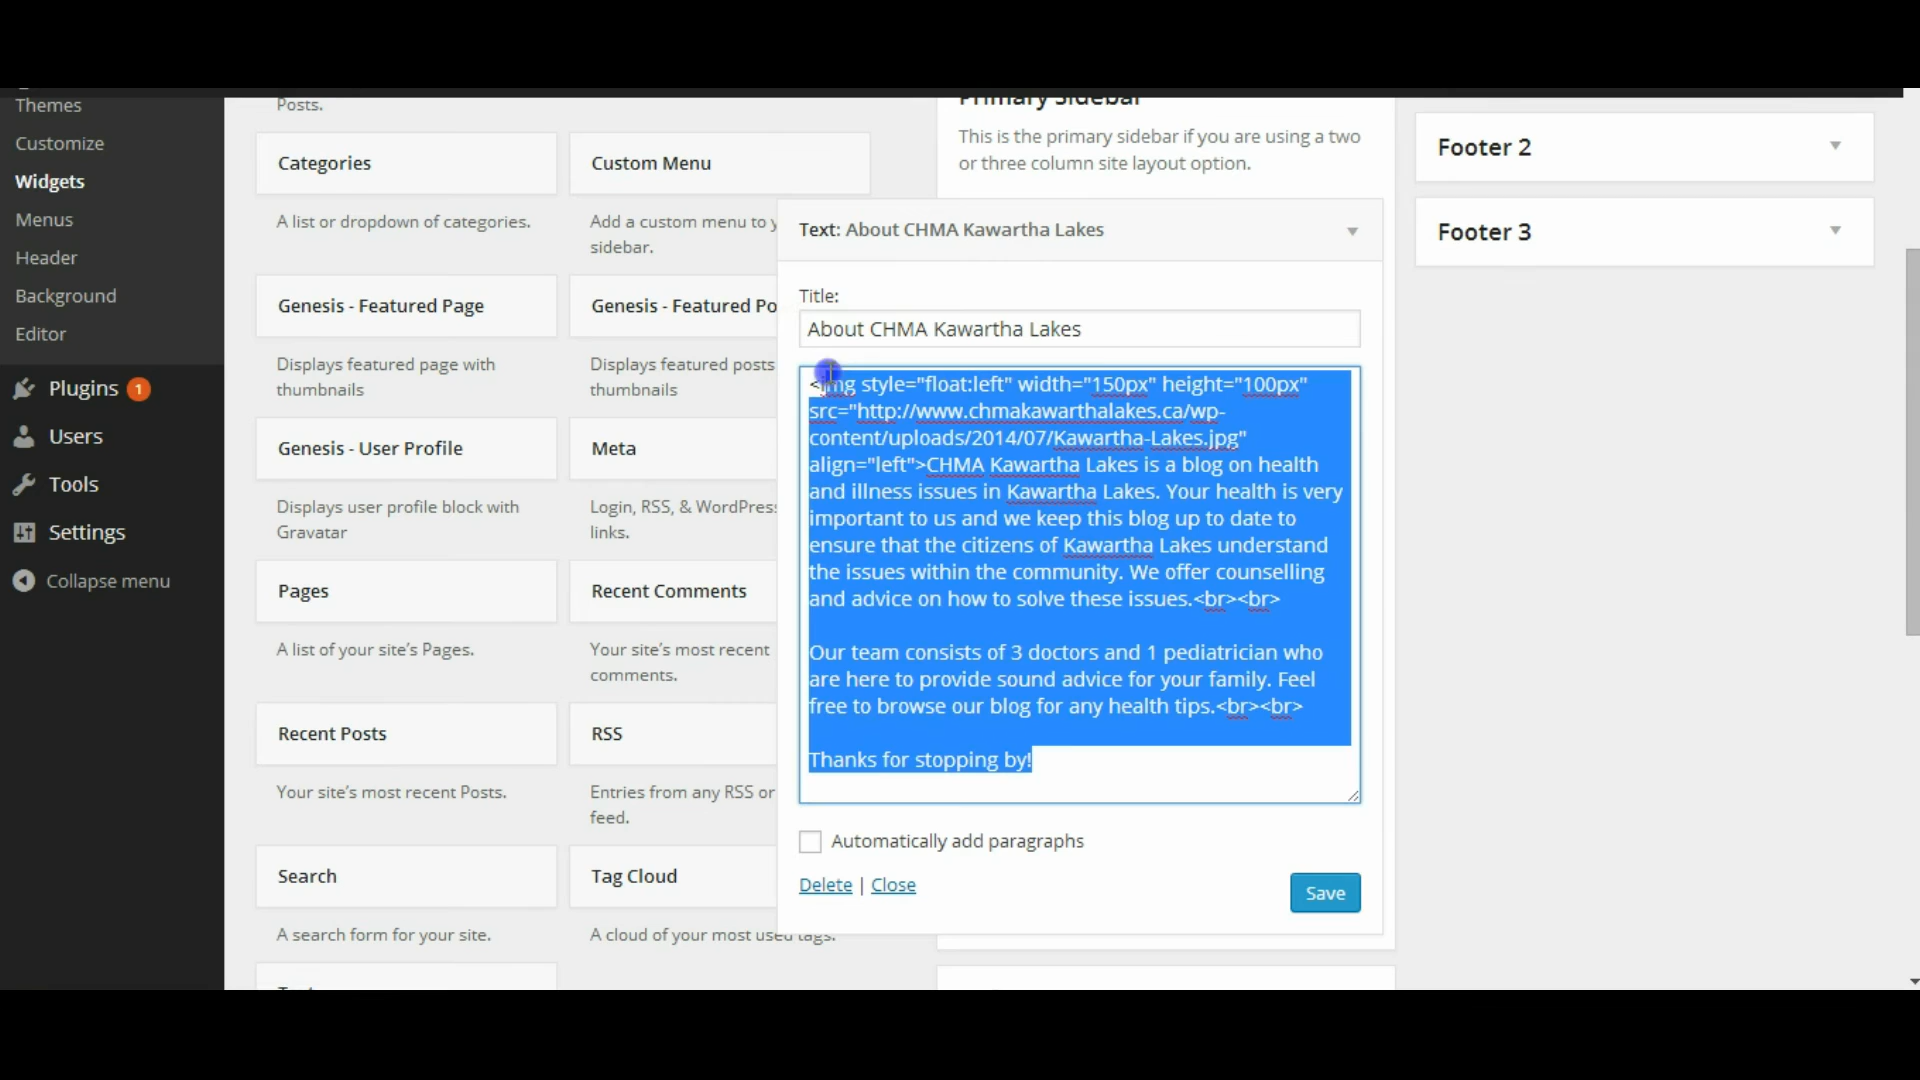 Themes
Customize
Widgets
Menus
Header
Background
Editor
Plugins 1
Users
Tools
Settings
Collapse menu
Posts.
Categories
A list or dropdown of categories.
Genesis - Featured Page
Displays featured page with
thumbnails
Genesis - User Profile
Displays user profile block with
Gravatar
Pages
A list of your site's Pages.
Recent Posts
Your site's most recent Posts.
Search
A search form for your site.
Custom Menu
Add a custom menu to
sidebar.
Genesis - Featured Po
Displays featured posts
thumbnails
Meta
Login, RSS, & WordPress
links.
Recent Comments
Your site's most recent
comments.
RSS
Entries from any RSS or
feed.
Tag Cloud
A cloud of your most used tags.
Primary Sidebar
This is the primary sidebar if you are using a two
or three column site layout option.
Text: About CHMA Kawartha Lakes
Title:
About CHMA Kawartha Lakes
<img style="float:left" width="150px" height="100px"
src="http://www.chmakawarthalakes.ca/wp-
content/uploads/2014/07/Kawartha-Lakes.jpg"
align="left">CHMA Kawartha Lakes is a blog on health
and illness issues in Kawartha Lakes. Your health is very
important to us and we keep this blog up to date to
ensure that the citizens of Kawartha Lakes understand
the issues within the community. We offer counselling
and advice on how to solve these issues.<br><br>
Our team consists of 3 doctors and 1 pediatrician who
are here to provide sound advice for your family. Feel
free to browse our blog for any health tips.<br><br>
Thanks for stopping by!
Automatically add paragraphs
Delete | Close
Save
Footer 2
Footer 3